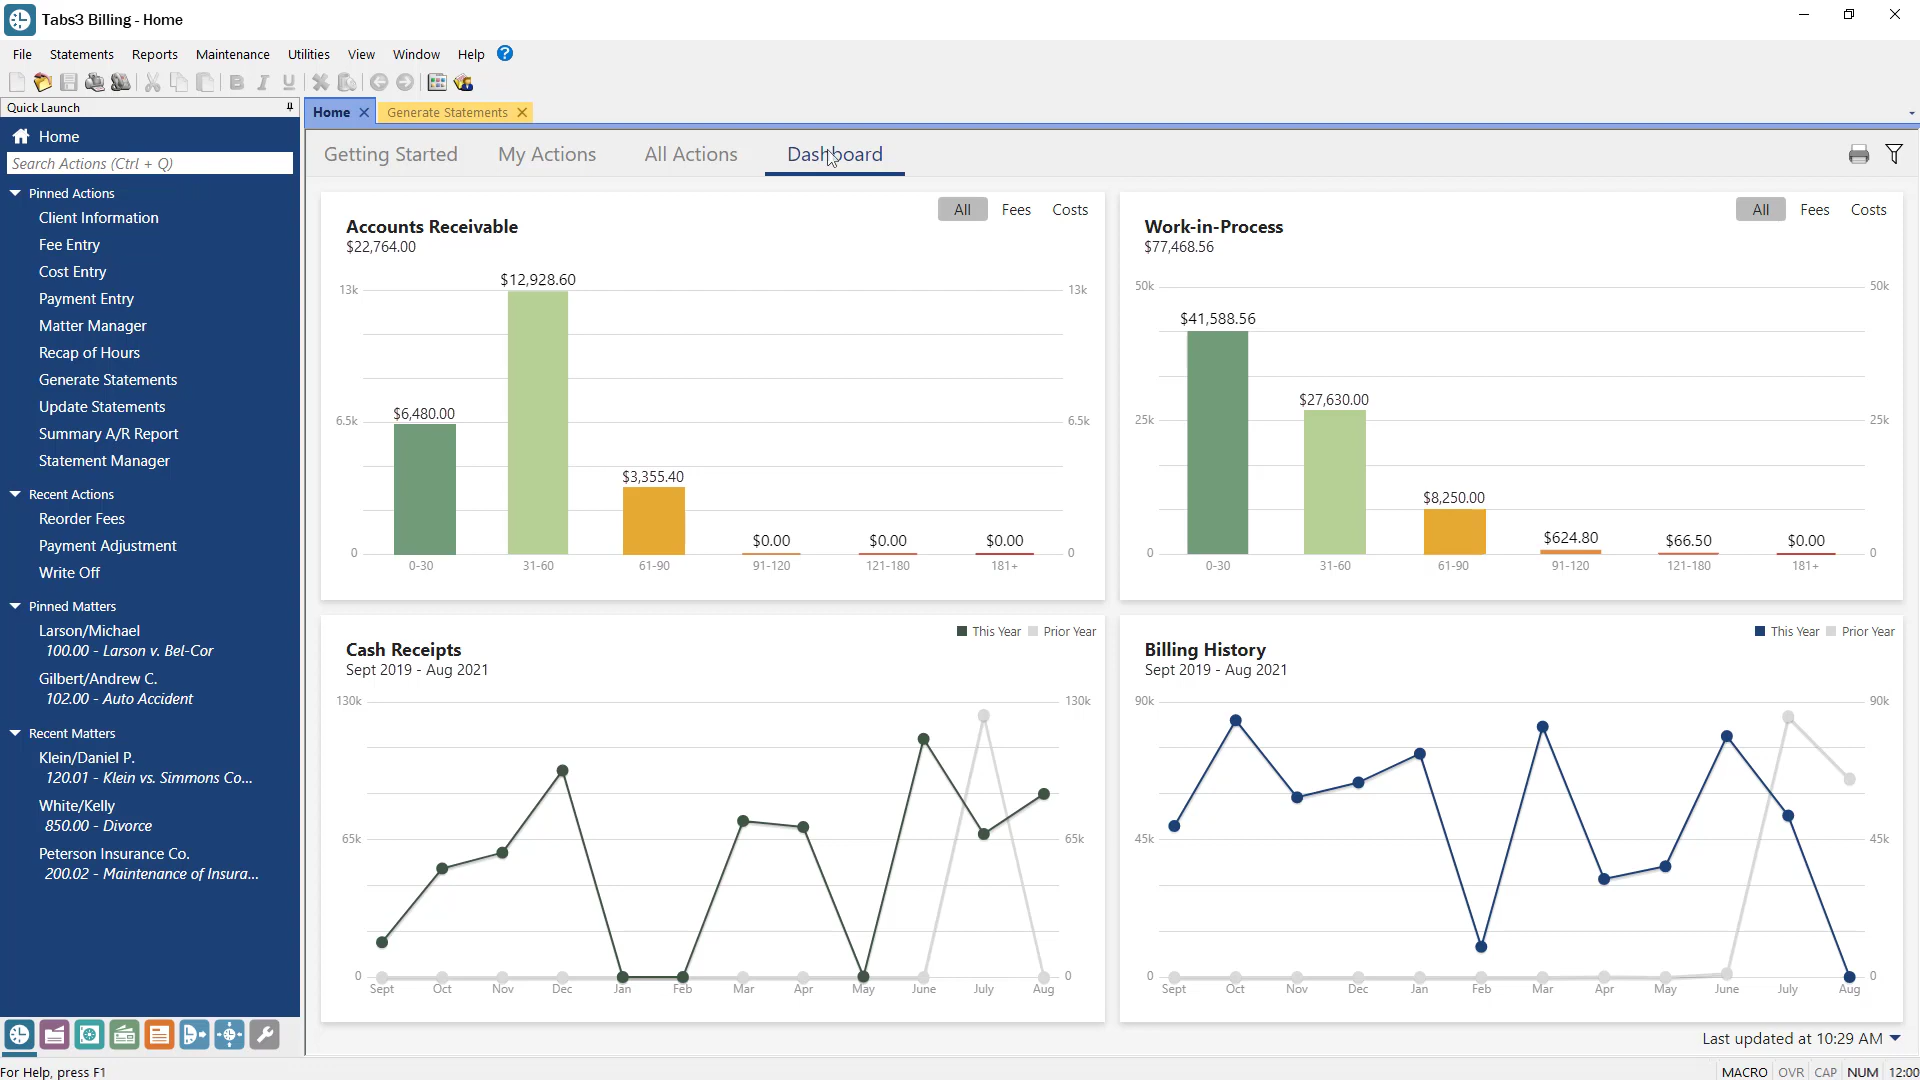 Tabs3 Billing - Home
File Statements Reports Maintenance Utilities View Window Help ?
B I U
Quick Launch
Home
Search Actions (Ctrl + Q)
Pinned Actions
Client Information
Fee Entry
Cost Entry
Payment Entry
Matter Manager
Recap of Hours
Generate Statements
Update Statements
Summary A/R Report
Statement Manager
Recent Actions
Reorder Fees
Payment Adjustment
Write Off
Pinned Matters
Larson/Michael
100.00 - Larson v. Bel-Cor
Gilbert/Andrew C.
102.00 - Auto Accident
Recent Matters
Klein/Daniel P.
120.01 - Klein vs. Simmons Co...
White/Kelly
850.00 - Divorce
Peterson Insurance Co.
200.02 - Maintenance of Insura...
Home Generate Statements
Getting Started My Actions All Actions Dashboard
All Fees Costs
Accounts Receivable
$22,764.00
$12,928.60
13k 13k
$6,480.00
6.5k 6.5k
$3,355.40
$0.00 $0.00 $0.00
0 0
0-30 31-60 61-90 91-120 121-180 181+
All Fees Costs
Work-in-Process
$77,468.56
50k 50k
$41,588.56
$27,630.00
25k 25k
$8,250.00
$624.80 $66.50 $0.00
0 0
0-30 31-60 61-90 91-120 121-180 181+
This Year Prior Year
Cash Receipts
Sept 2019 - Aug 2021
130k 130k
65k 65k
0 0
Sept Oct Nov Dec Jan Feb Mar Apr May June July Aug
This Year Prior Year
Billing History
Sept 2019 - Aug 2021
90k 90k
45k 45k
0 0
Sept Oct Nov Dec Jan Feb Mar Apr May June July Aug
Last updated at 10:29 AM
For Help, press F1
MACRO OVR CAP NUM 12:00